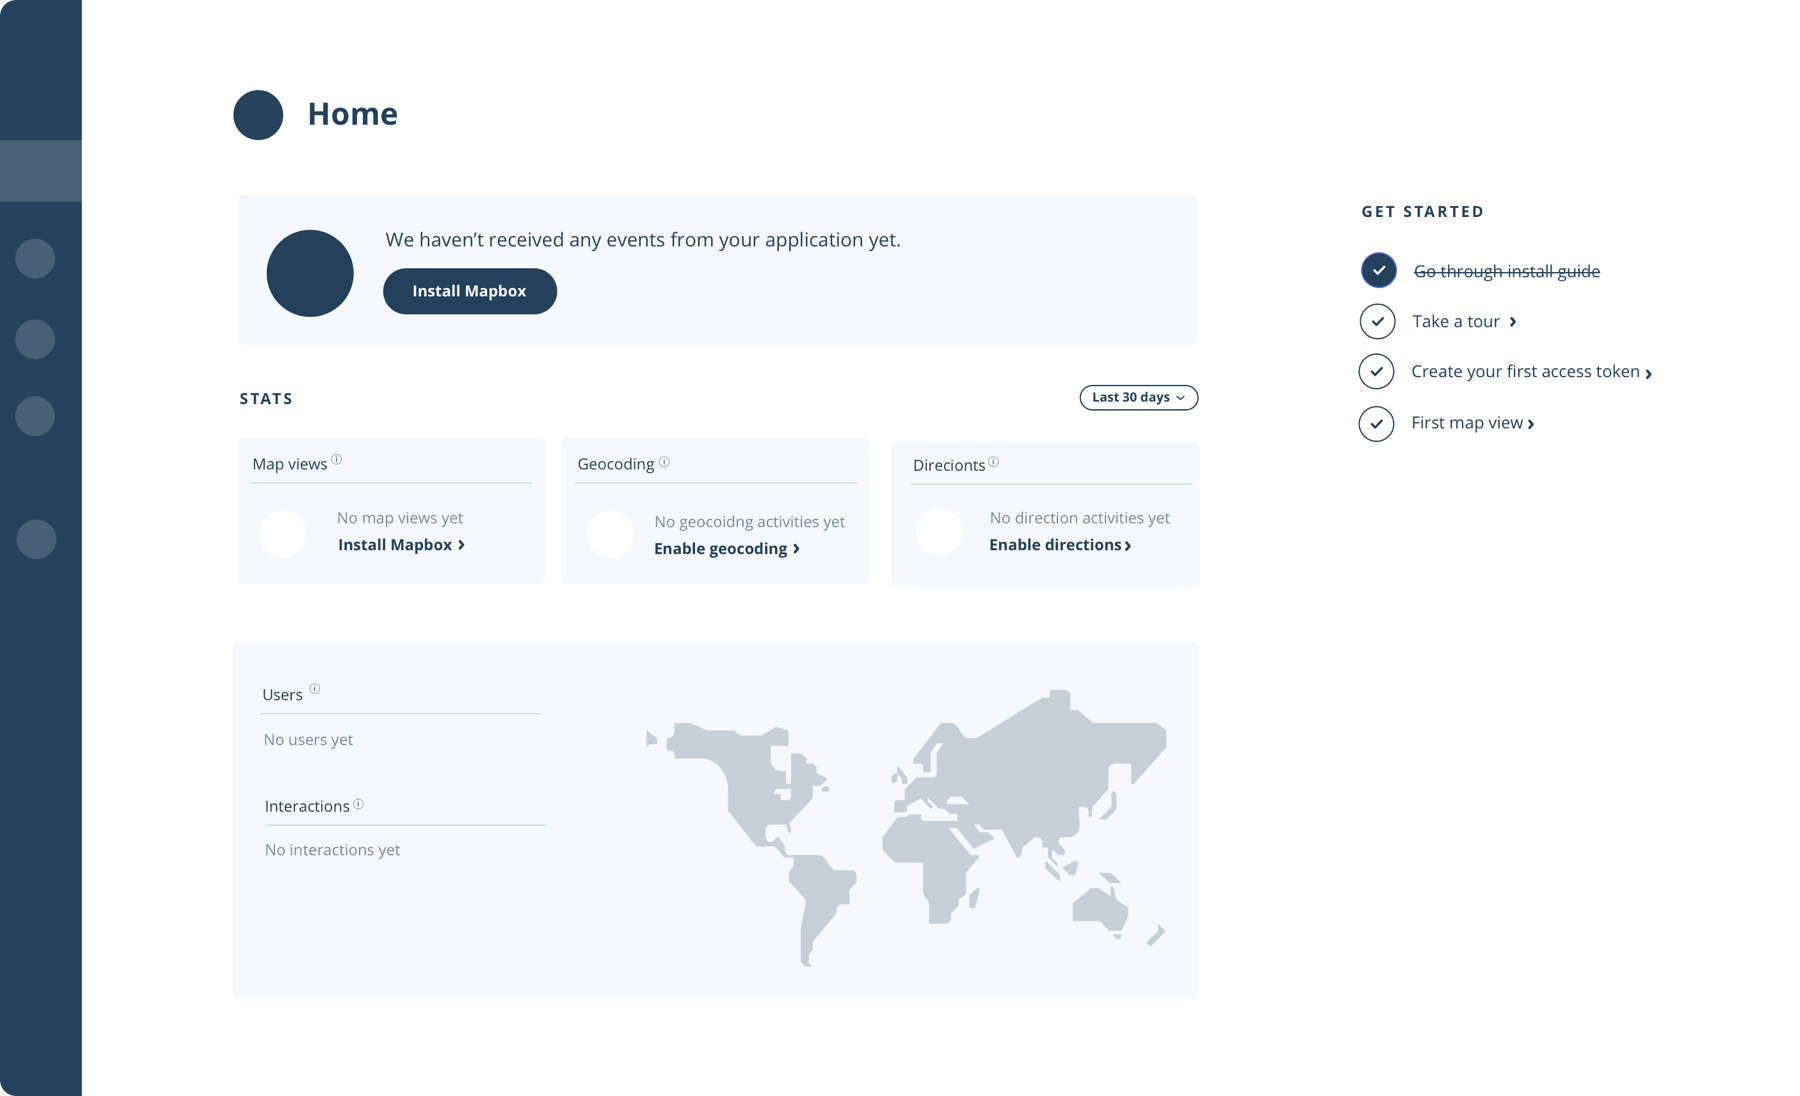 Home
We haven’t received any events from your application yet.
Install Mapbox
STATS
Last 30 days
Map views
No map views yet
Install Mapbox
Geocoding
No geocoidng activities yet
Enable geocoding
Direcionts
No direction activities yet
Enable directions
Users
No users yet
Interactions
No interactions yet
GET STARTED
Go through install guide
Take a tour
Create your first access token
First map view